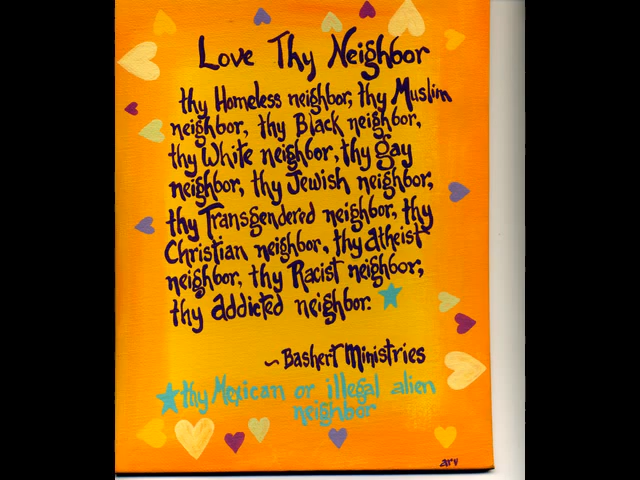 Love Thy Neighbor
thy Homeless neighbor, thy Muslim
neighbor, thy Black neighbor,
thy White neighbor, thy gay
neighbor, thy Jewish neighbor,
thy Transgendered neighbor, thy
Christian neighbor, thy atheist
neighbor, thy Racist neighbor,
thy addicted neighbor.
~Bashert Ministries
thy Mexican or illegal alien
neighbor
arv